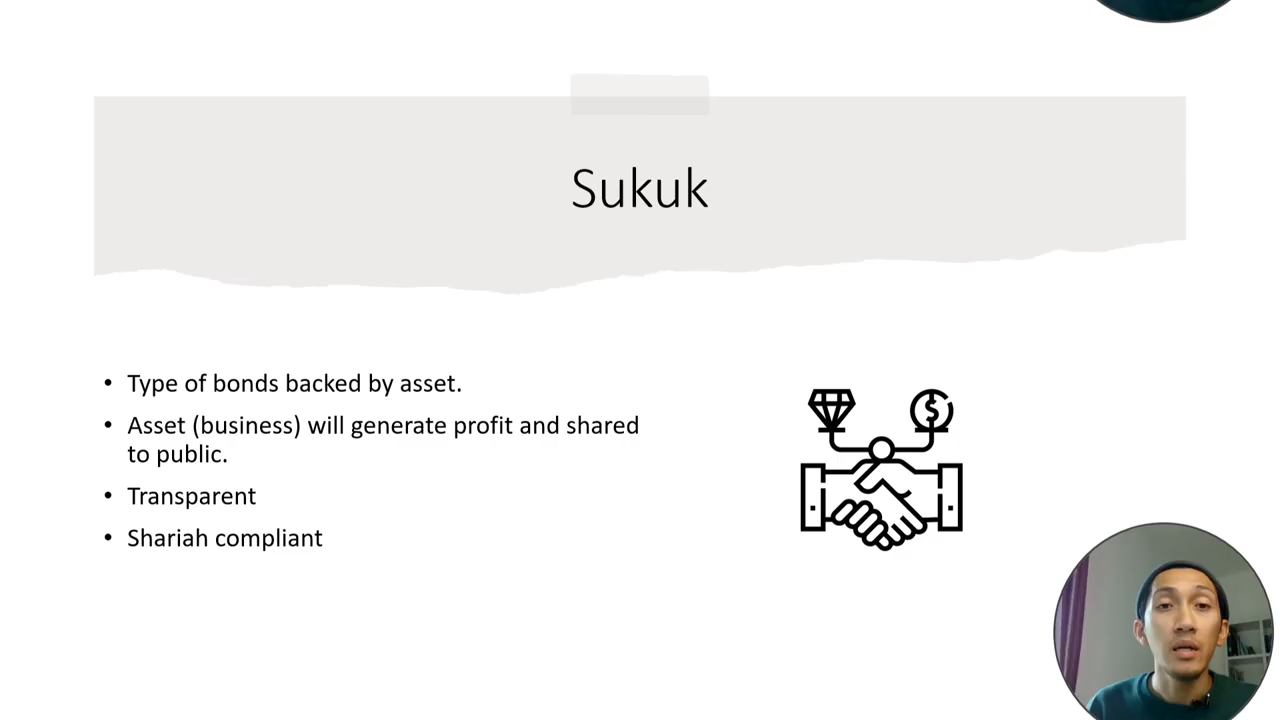 Sukuk
• Type of bonds backed by asset.
• Asset (business) will generate profit and shared
to public.
• Transparent
• Shariah compliant